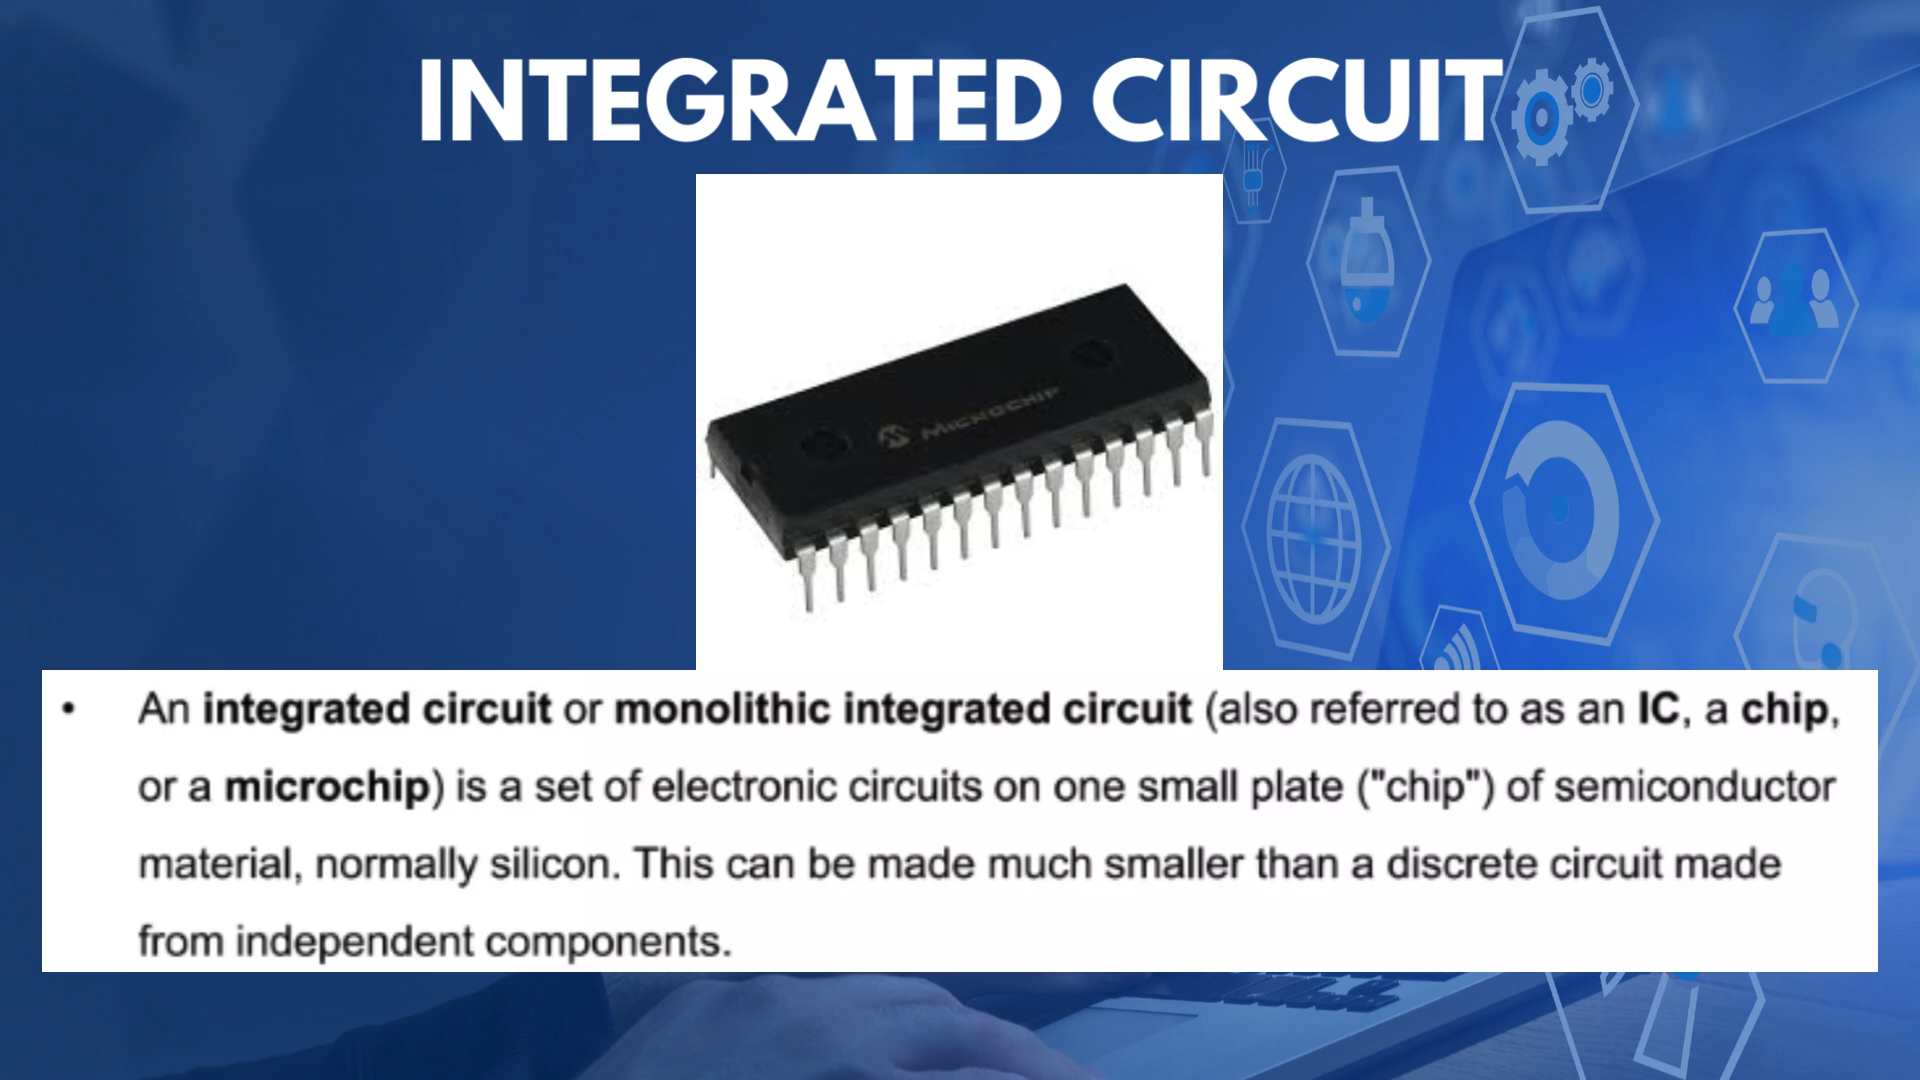 INTEGRATED CIRCUIT
MICROCHIP
• An integrated circuit or monolithic integrated circuit (also referred to as an IC, a chip,
or a microchip) is a set of electronic circuits on one small plate ("chip") of semiconductor
material, normally silicon. This can be made much smaller than a discrete circuit made
from independent components.